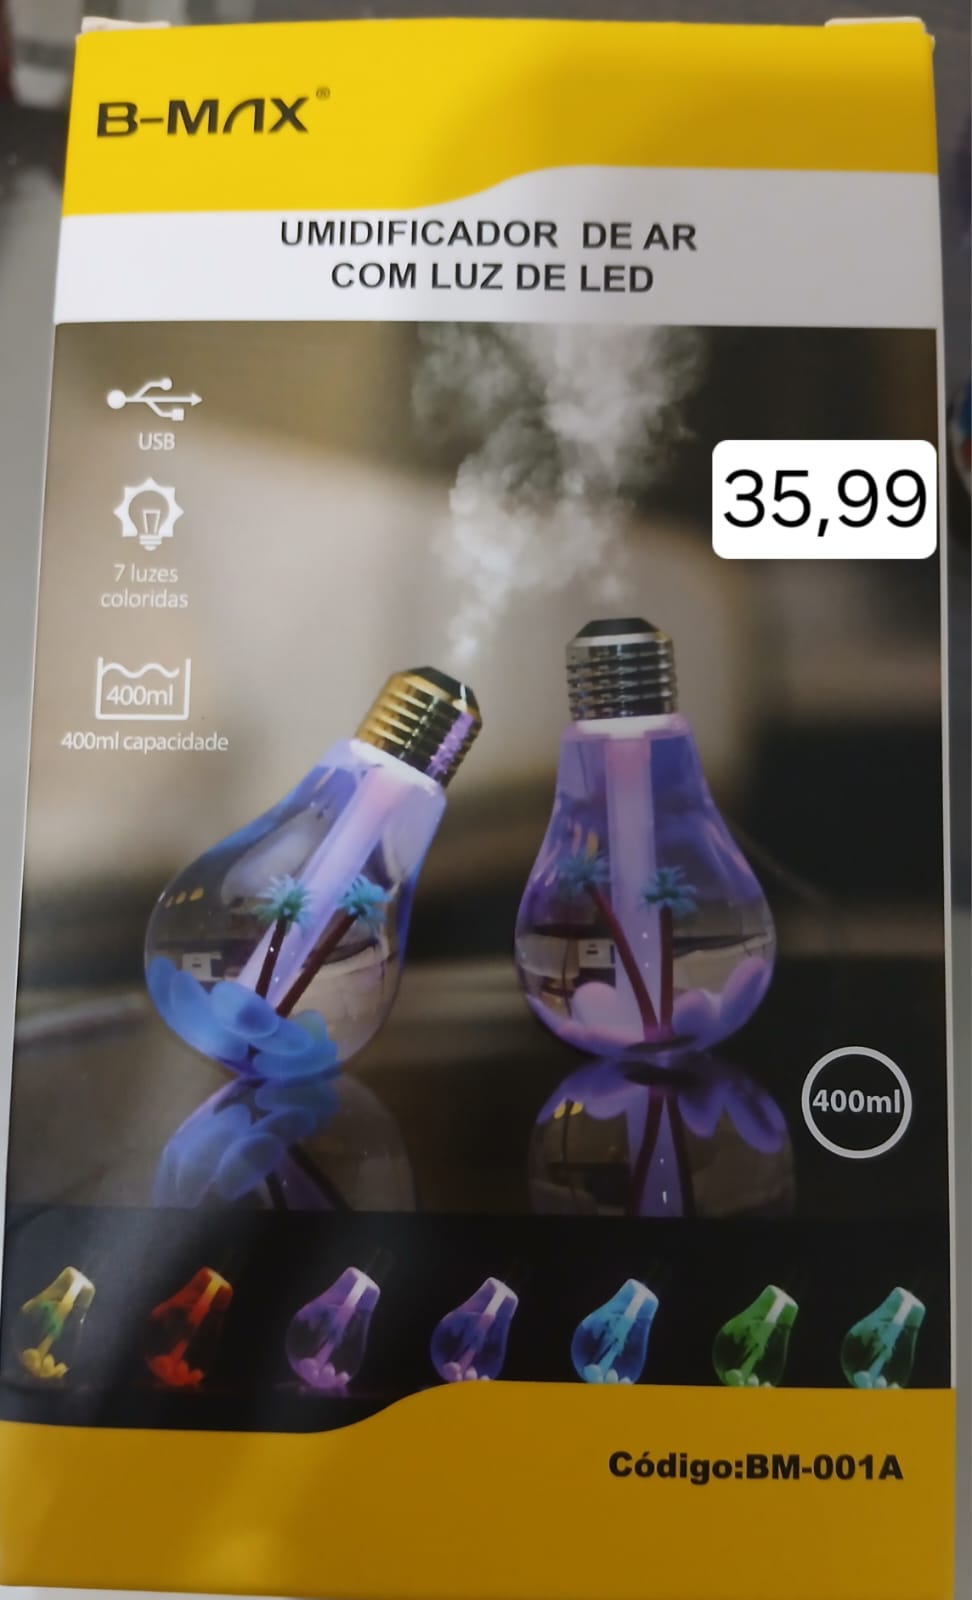 B-MAX®
UMIDIFICADOR DE AR
COM LUZ DE LED
USB
35,99
7 luzes
coloridas
400ml
400ml capacidade
400ml
Código:BM-001A